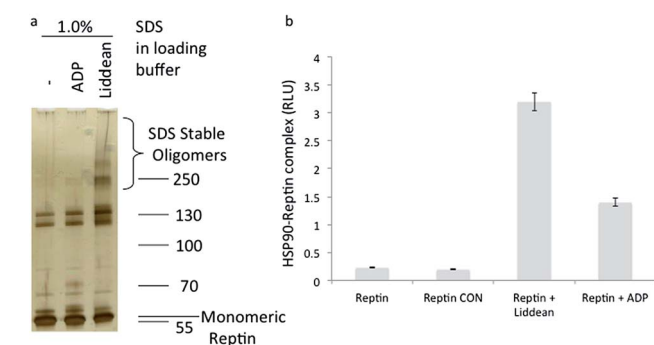 a
1.0%
SDS
in loading
buffer
-
ADP
Liddean
SDS Stable
Oligomers
250
130
100
70
55
Monomeric
Reptin
b
HSP90-Reptin complex (RLU)
4
3.5
3
2.5
2
1.5
1
0.5
0
Reptin
Reptin CON
Reptin +
Liddean
Reptin + ADP